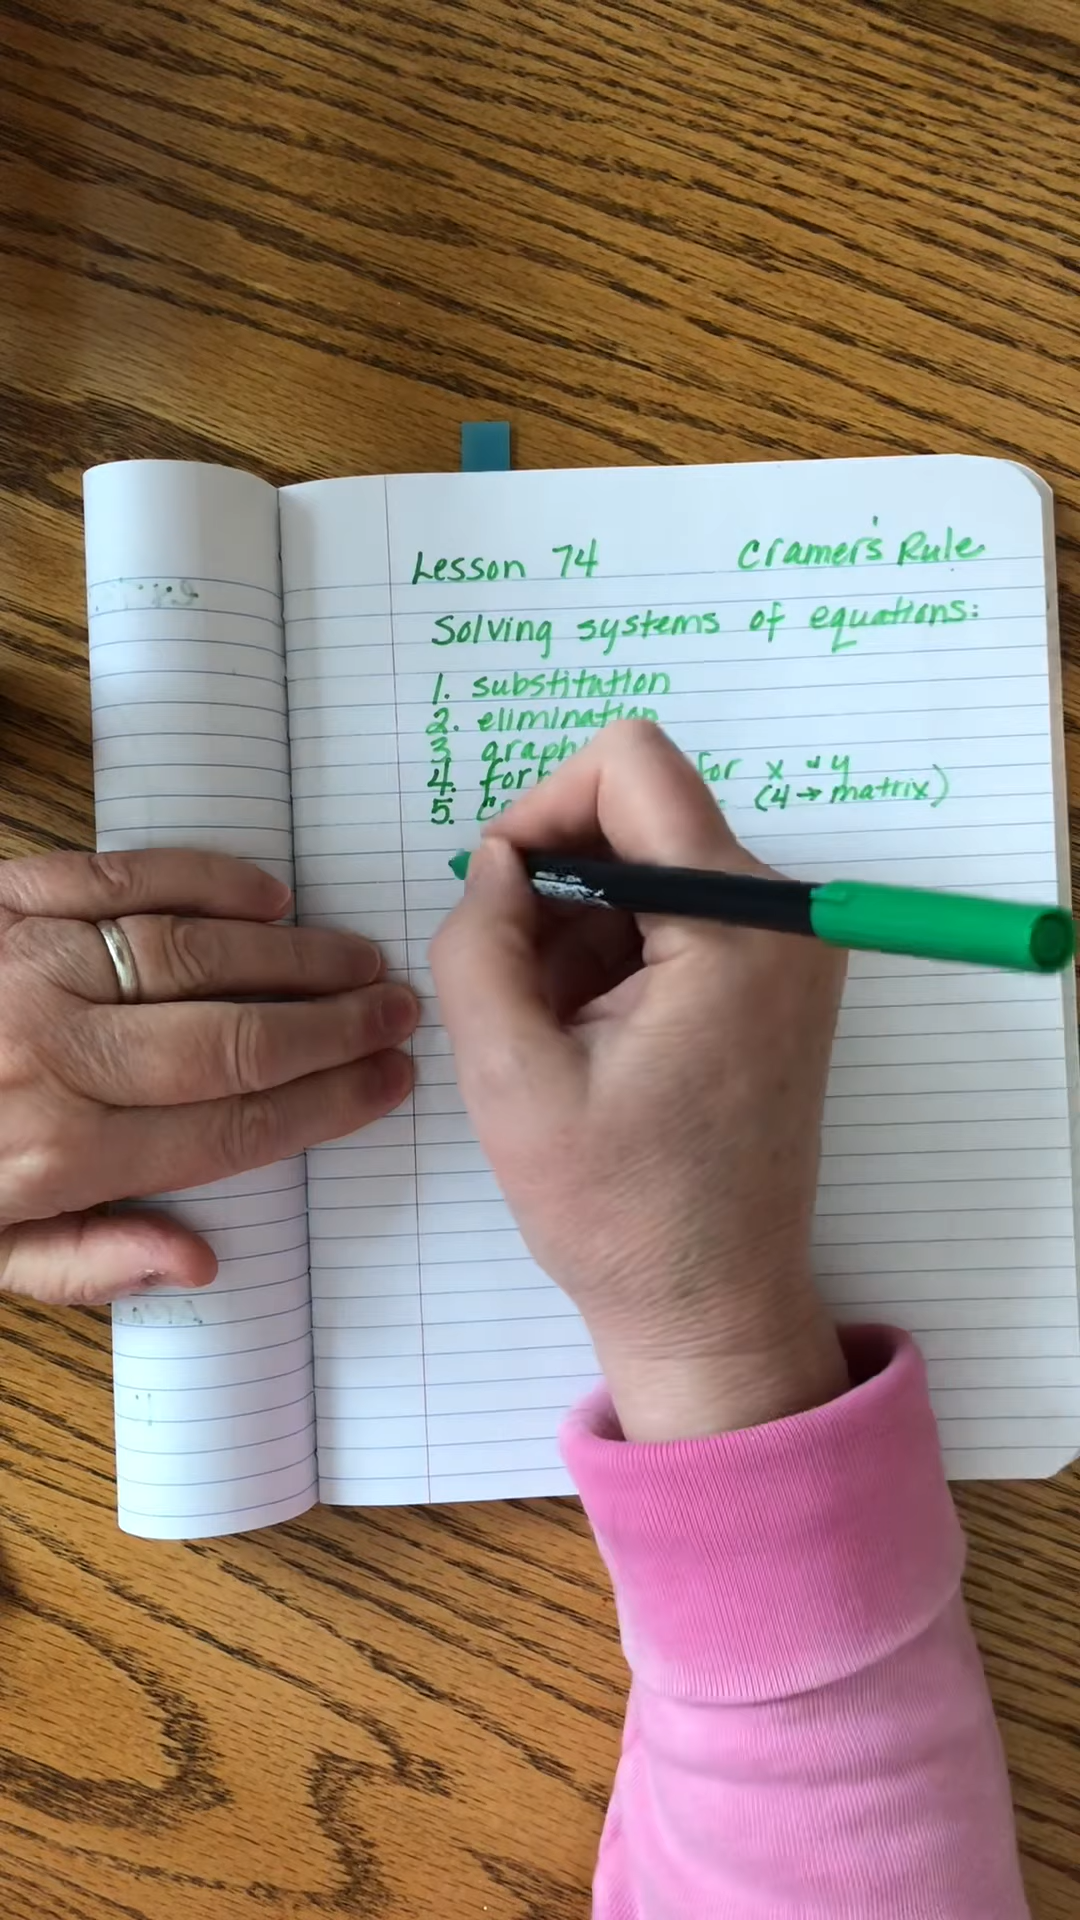 Lesson 74 Cramer's Rule
Solving systems of equations:
1. substitution
2. elimination
3.
4. for x & y
5. (4 → matrix)